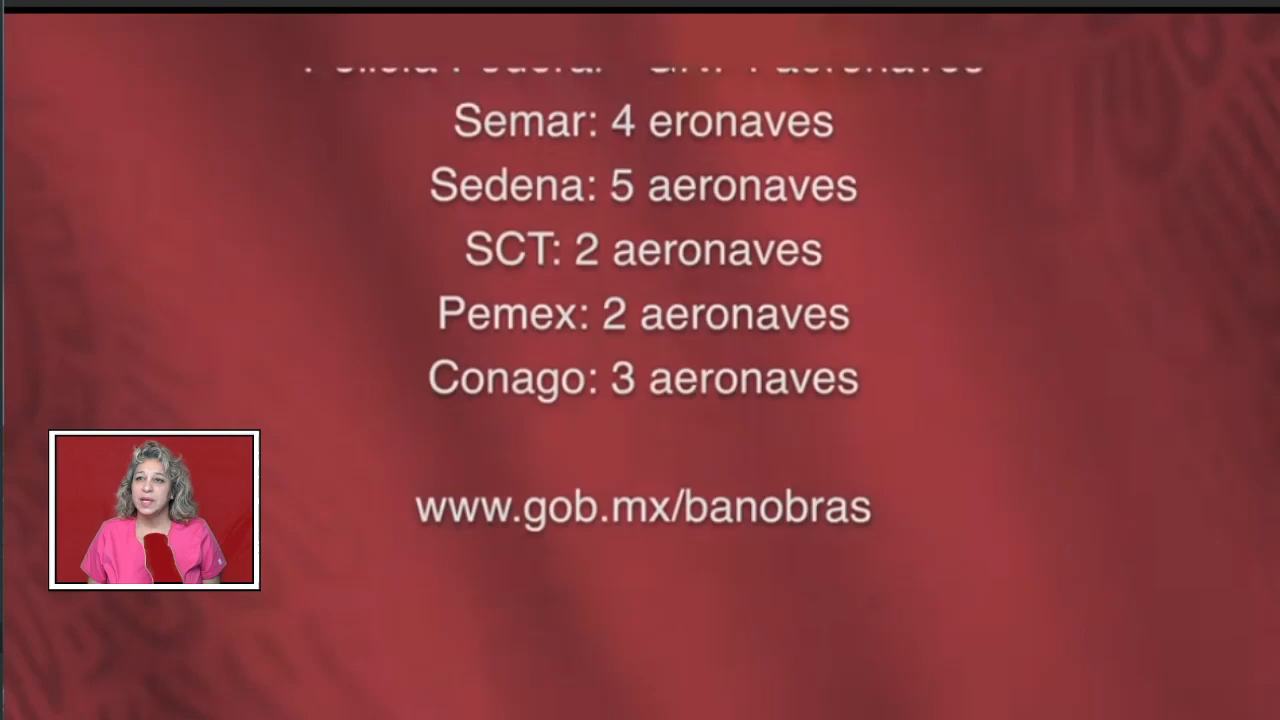 Semar: 4 eronaves
Sedena: 5 aeronaves
SCT: 2 aeronaves
Pemex: 2 aeronaves
Conago: 3 aeronaves
www.gob.mx/banobras